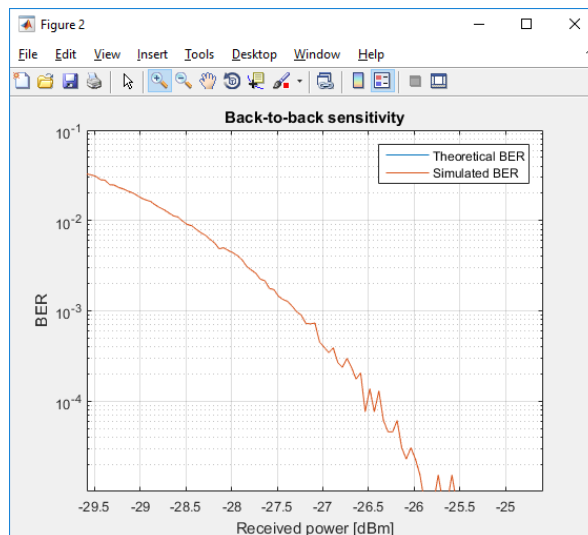 Figure 2
File Edit View Insert Tools Desktop Window Help
Back-to-back sensitivity
Theoretical BER
Simulated BER
10-1
10-2
10-3
10-4
BER
-29.5 -29 -28.5 -28 -27.5 -27 -26.5 -26 -25.5 -25
Received power [dBm]